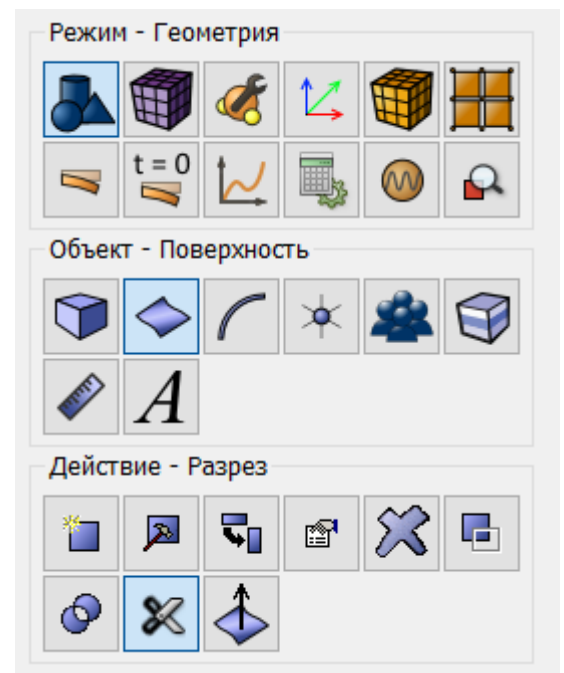 Режим - Геометрия
t = 0
Объект - Поверхность
A
Действие - Разрез